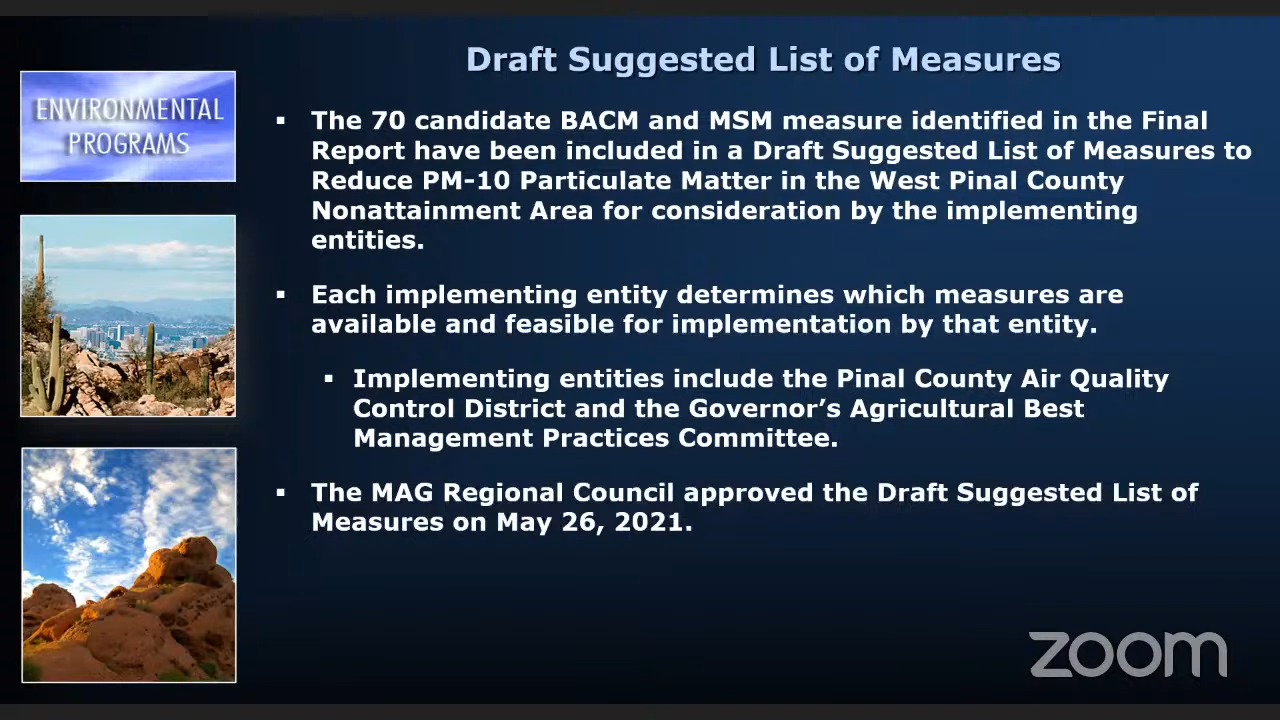 Draft Suggested List of Measures
ENVIRONMENTAL
PROGRAMS
▪ The 70 candidate BACM and MSM measure identified in the Final
Report have been included in a Draft Suggested List of Measures to
Reduce PM-10 Particulate Matter in the West Pinal County
Nonattainment Area for consideration by the implementing
entities.
▪ Each implementing entity determines which measures are
available and feasible for implementation by that entity.
▪ Implementing entities include the Pinal County Air Quality
Control District and the Governor’s Agricultural Best
Management Practices Committee.
▪ The MAG Regional Council approved the Draft Suggested List of
Measures on May 26, 2021.
zoom